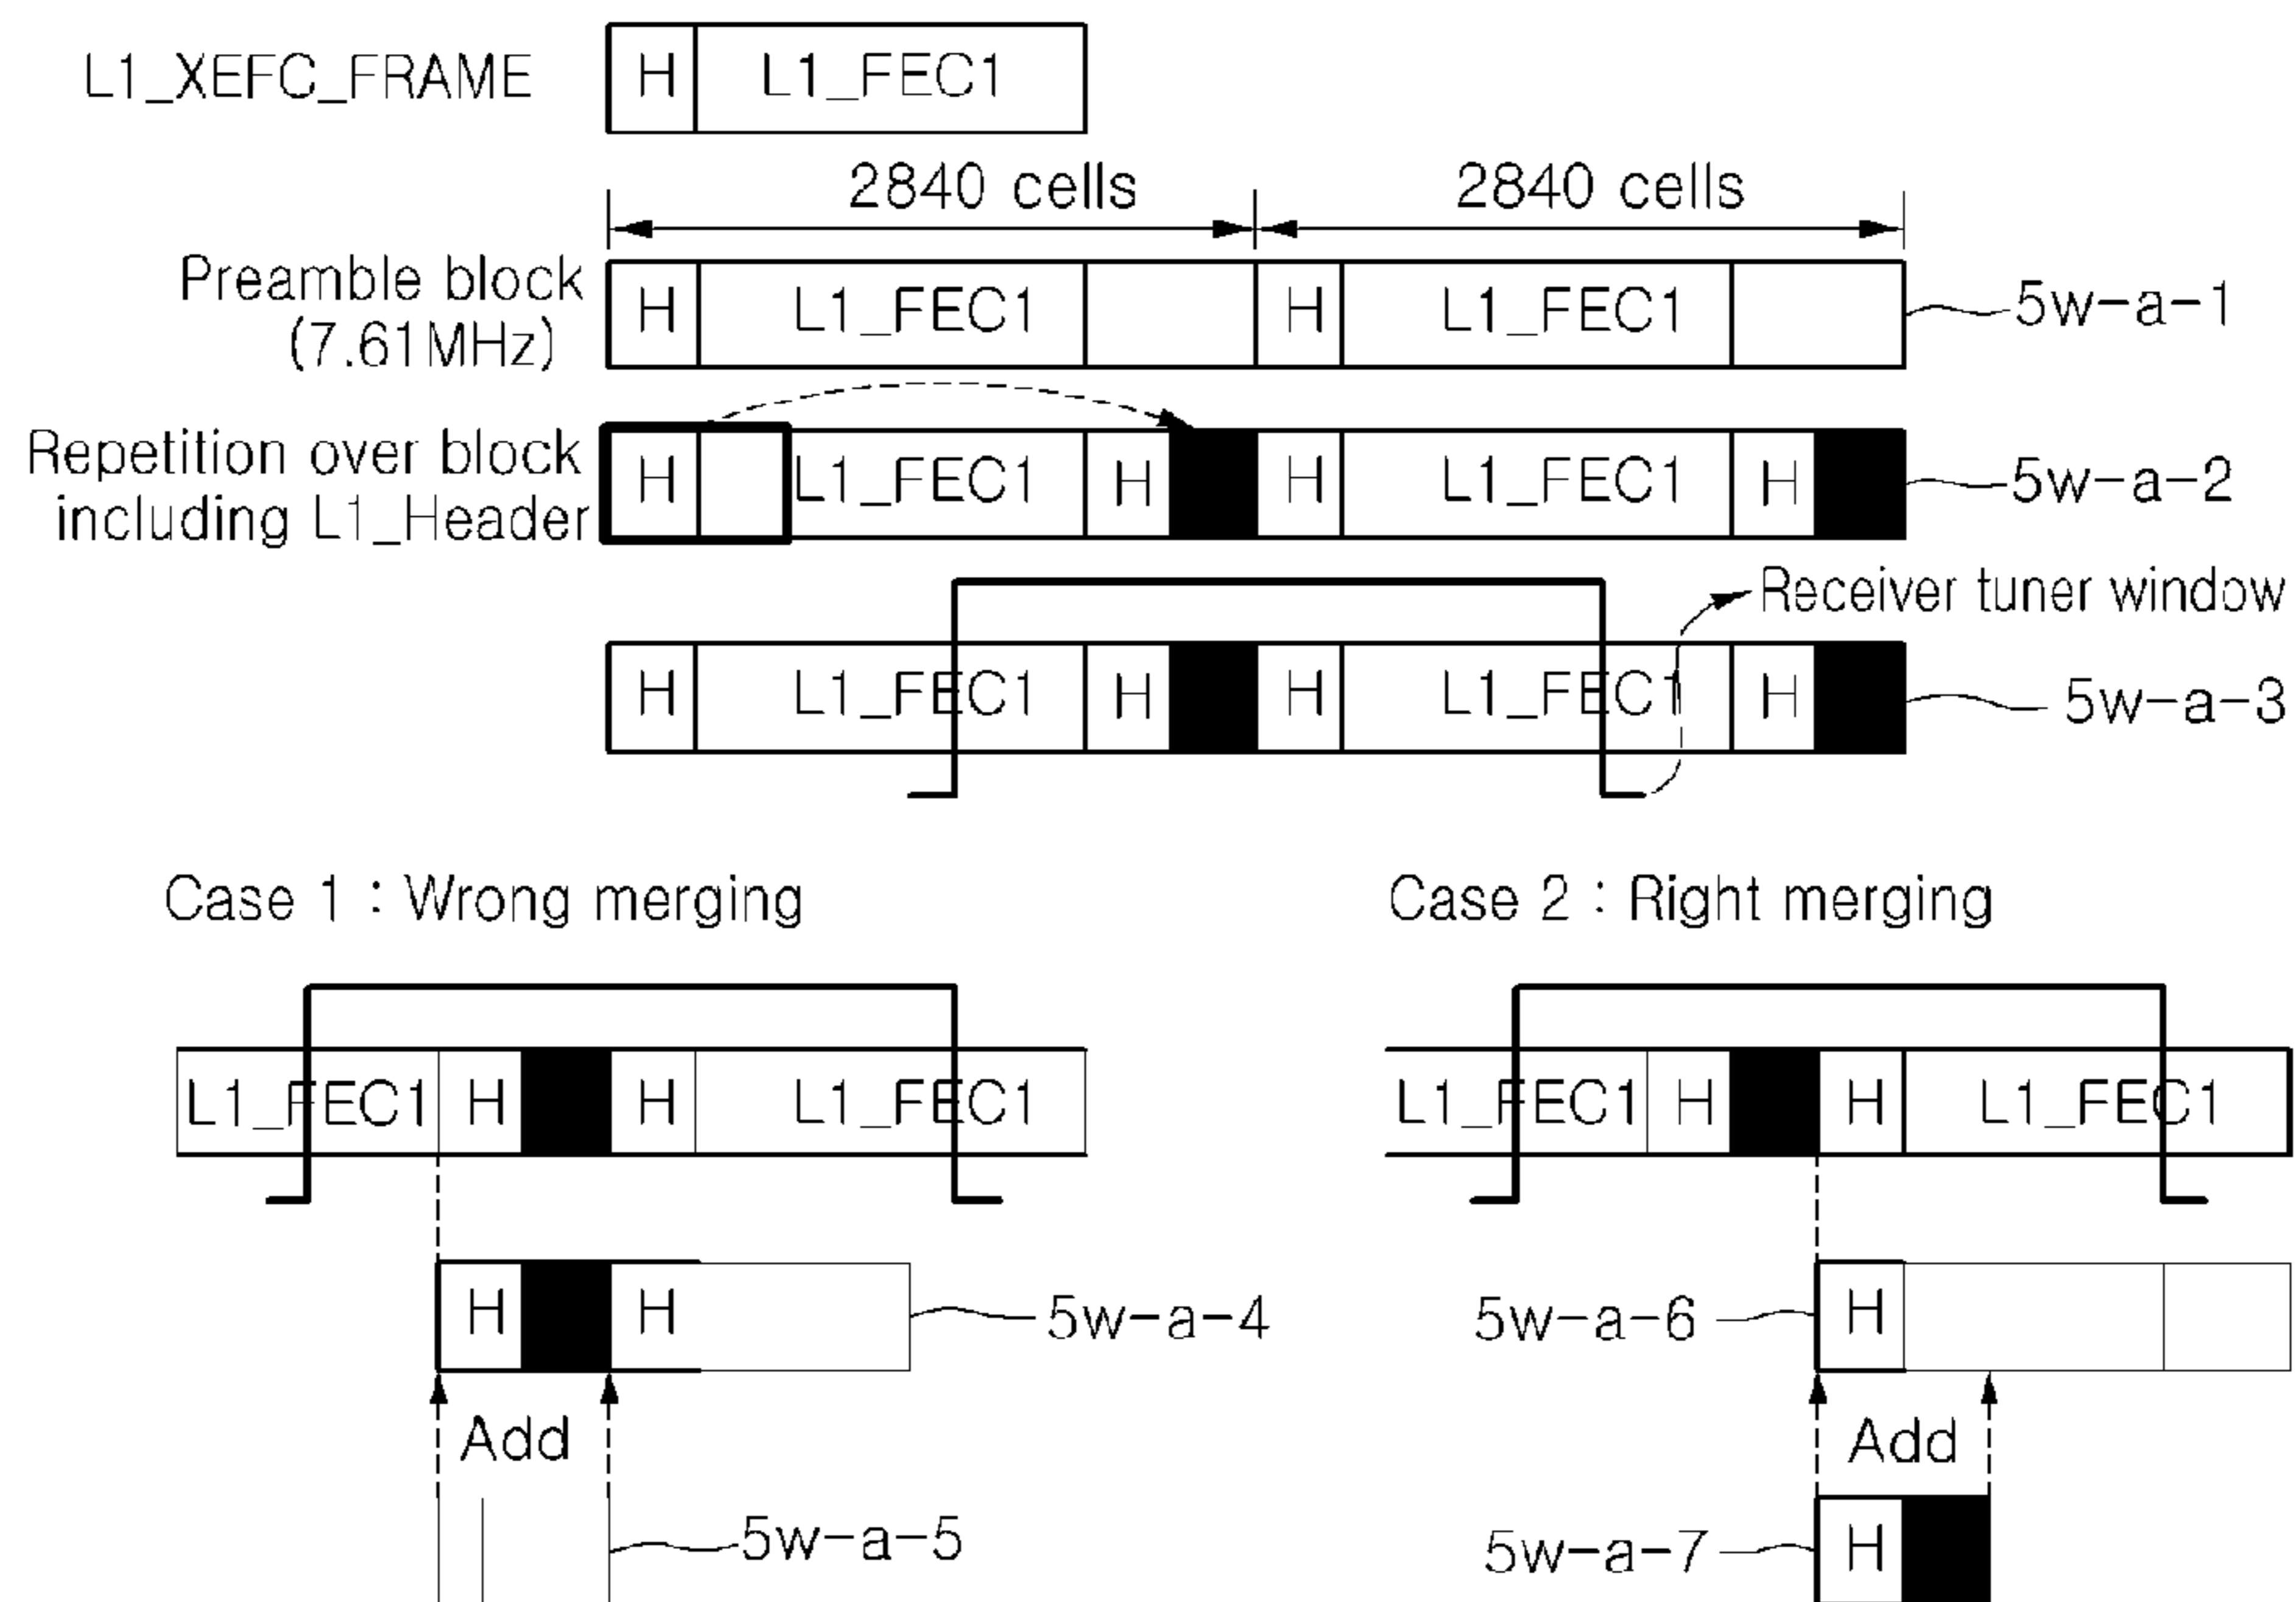 L1_XEFC_FRAME
H L1_FEC1
2840 cells 2840 cells
Preamble block
(7.61MHz)
H L1_FEC1 H L1_FEC1
5w-a-1
Repetition over block
including L1_Header
H L1_FEC1 H H L1_FEC1 H
5w-a-2
Receiver tuner window
H L1_FEC1 H H L1_FEC1 H
5w-a-3
Case 1 : Wrong merging
L1_FEC1 H H L1_FEC1
H H
5w-a-4
Add
5w-a-5
Case 2 : Right merging
L1_FEC1 H H L1_FEC1
5w-a-6
H
Add
5w-a-7
H